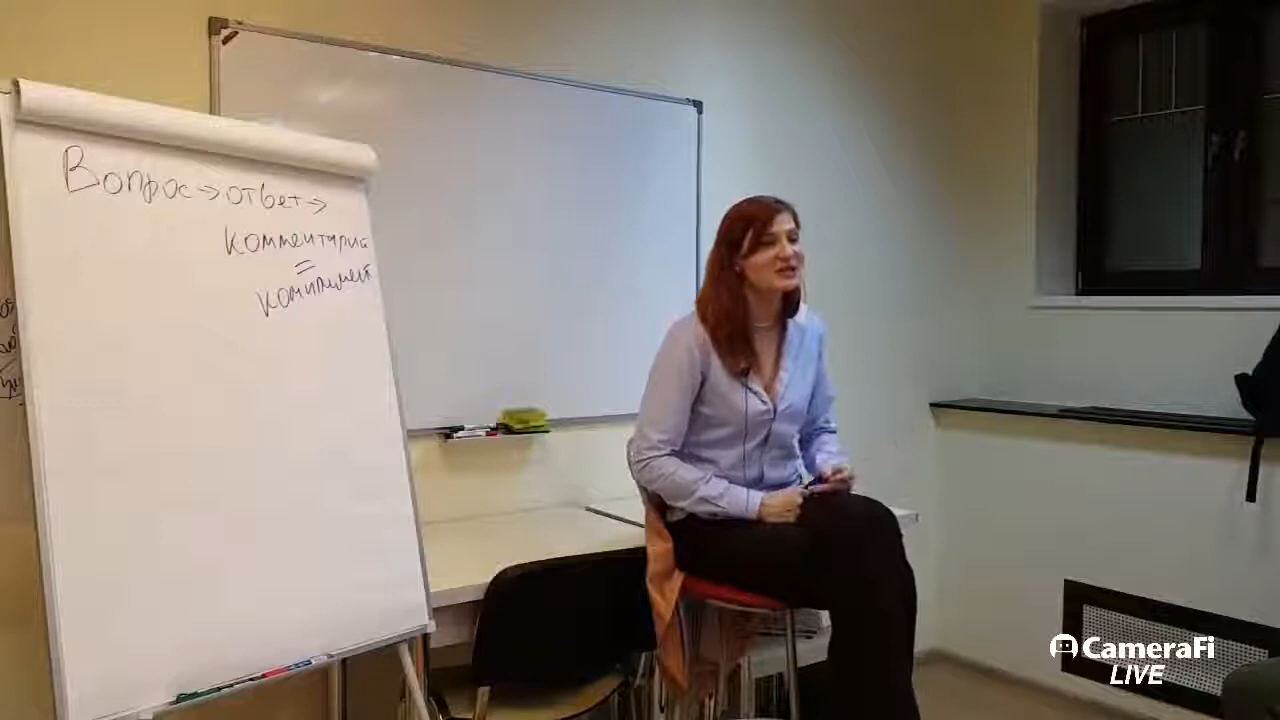 Вопрос → ответ →
комментарий
=
комплимент
CameraFi
LIVE